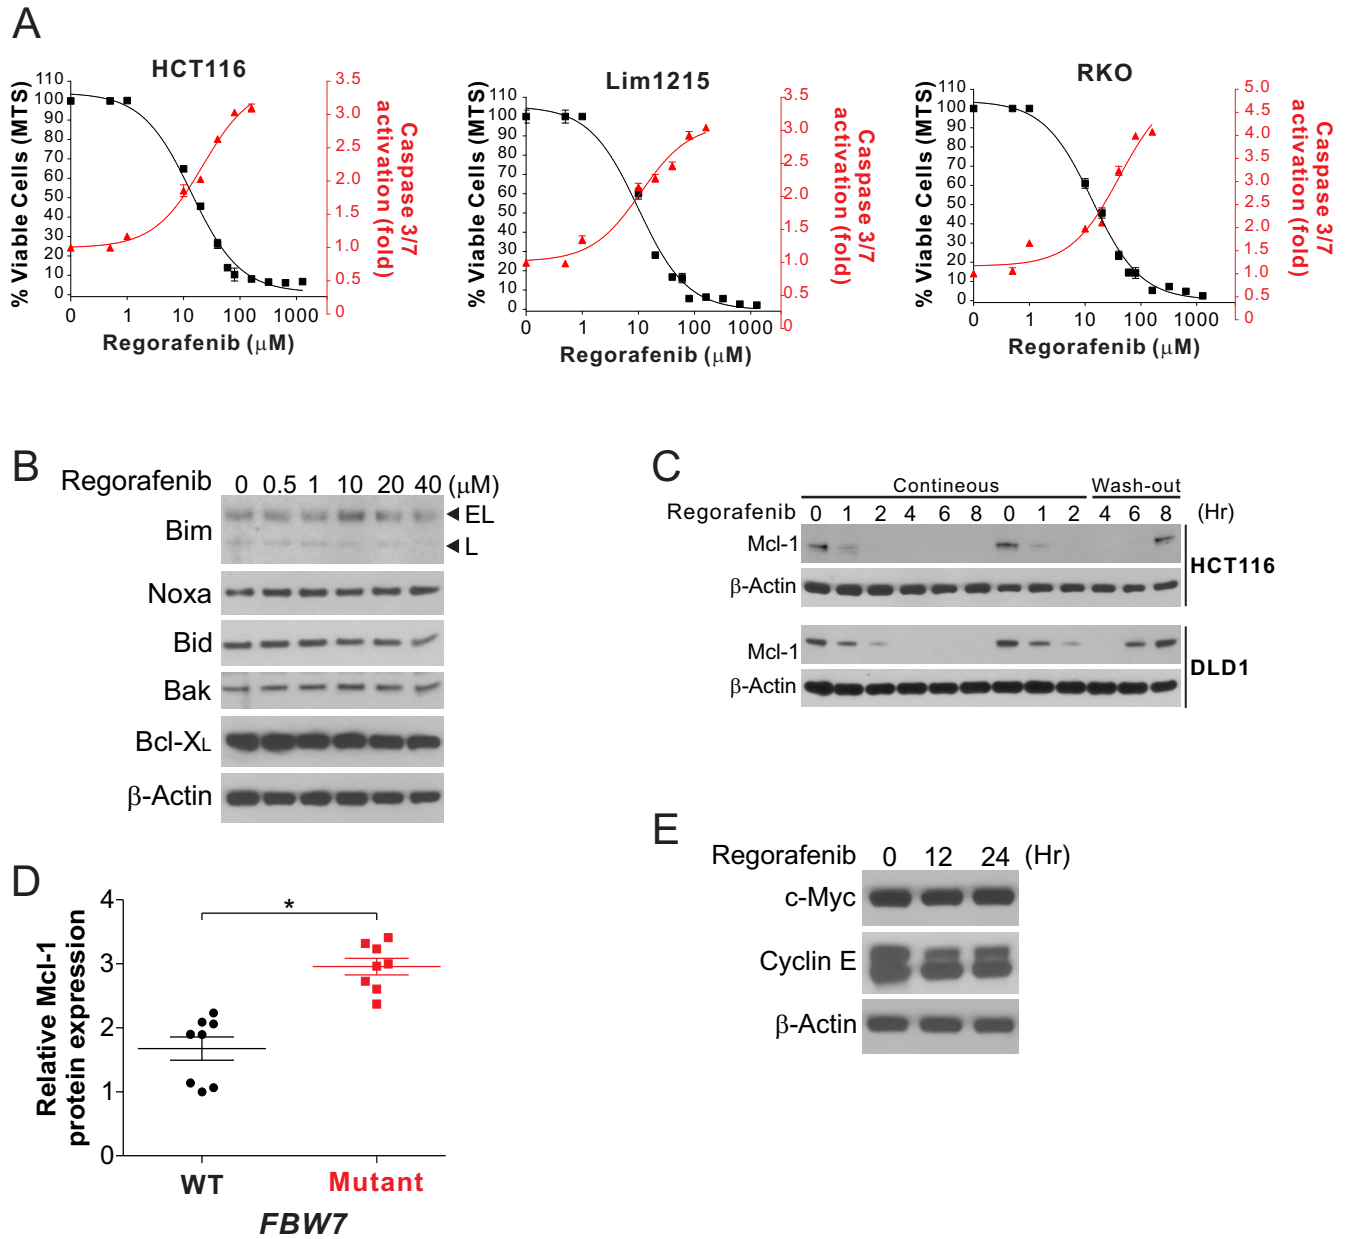 A
HCT116
% Viable Cells (MTS)
110
100
90
80
70
60
50
40
30
20
10
0
0 1 10 100 1000
Regorafenib (μM)
3.5
3.0
2.5
2.0
1.5
1.0
0.5
0
Caspase 3/7
activation (fold)
Lim1215
% Viable Cells (MTS)
110
100
90
80
70
60
50
40
30
20
10
0
0 1 10 100 1000
Regorafenib (μM)
3.5
3.0
2.5
2.0
1.5
1.0
0.5
0
Caspase 3/7
activation (fold)
RKO
% Viable Cells (MTS)
110
100
90
80
70
60
50
40
30
20
10
0
0 1 10 100 1000
Regorafenib (μM)
5.0
4.5
4.0
3.5
3.0
2.5
2.0
1.5
1.0
0.5
0
Caspase 3/7
activation (fold)
B
Regorafenib 0 0.5 1 10 20 40 (μM)
Bim
EL
L
Noxa
Bid
Bak
Bcl-XL
β-Actin
C
Contineous Wash-out
Regorafenib 0 1 2 4 6 8 0 1 2 4 6 8 (Hr)
Mcl-1
β-Actin
HCT116
Mcl-1
β-Actin
DLD1
D
Relative Mcl-1
protein expression
4
3
2
1
0
*
WT Mutant
FBW7
E
Regorafenib 0 12 24 (Hr)
c-Myc
Cyclin E
β-Actin